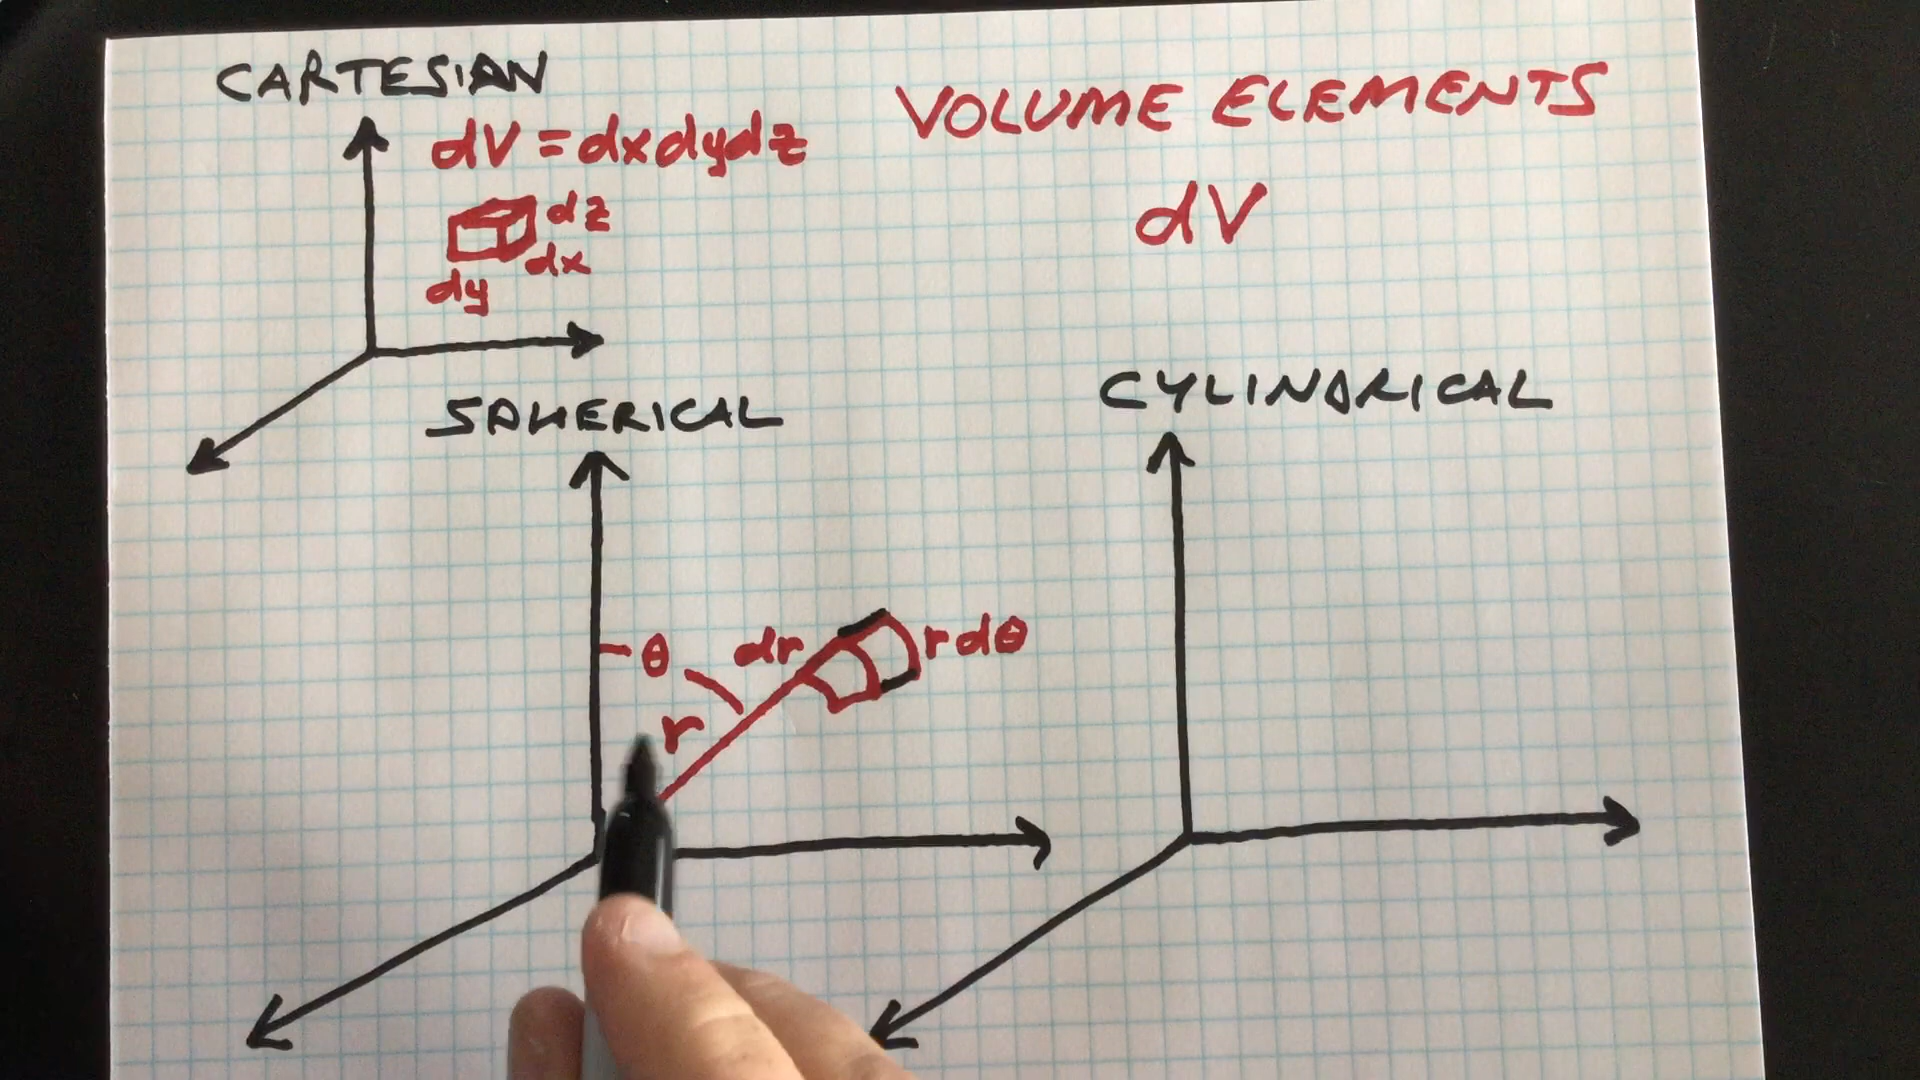 CARTESIAN
VOLUME ELEMENTS
dV = dxdydz
dV
dz
dx
dy
SPHERICAL
CYLINDRICAL
θ
dr
rdθ
r